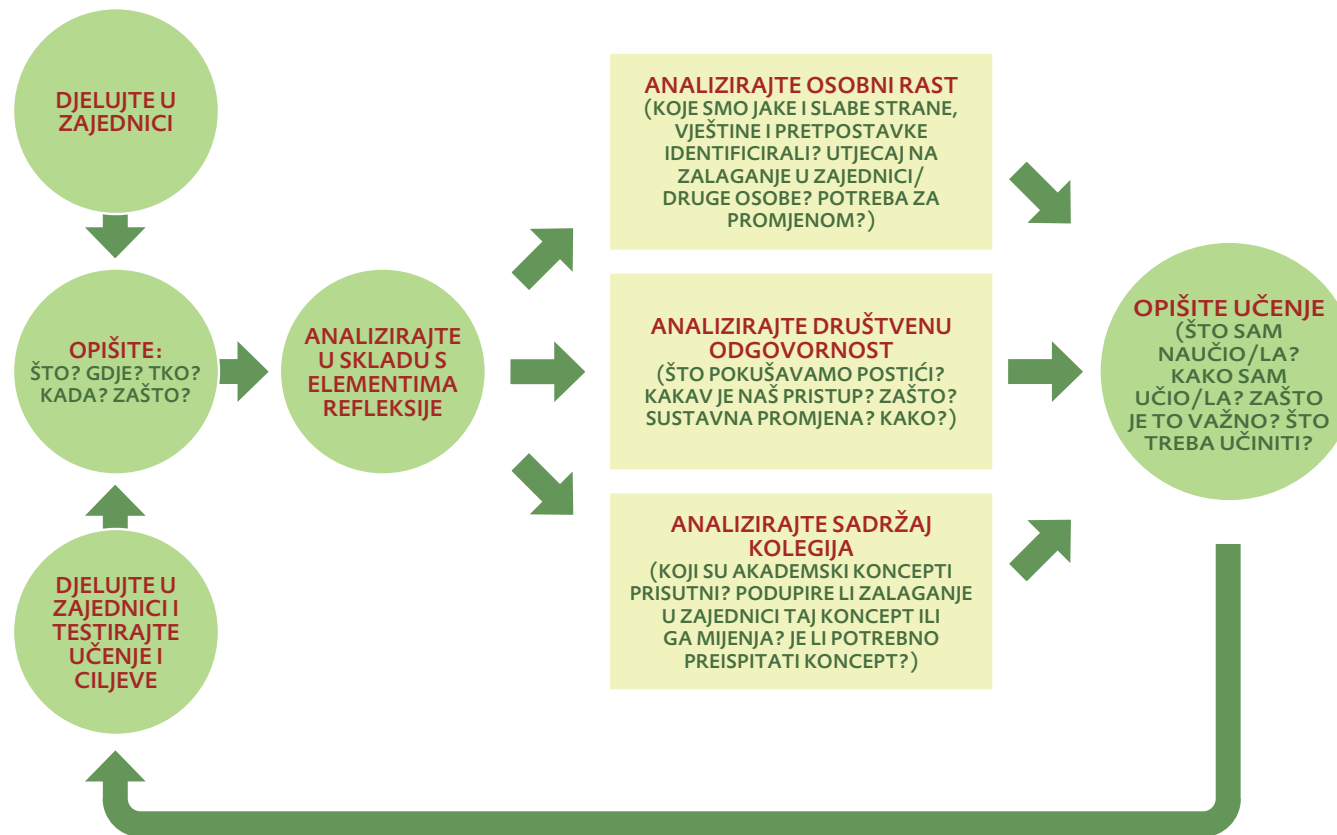 DJELUJTE U
ZAJEDNICI
OPIŠITE:
ŠTO? GDJE? TKO?
KADA? ZAŠTO?
DJELUJTE U
ZAJEDNICI I
TESTIRAJTE
UČENJE I
CILJEVE
ANALIZIRAJTE
U SKLADU S
ELEMENTIMA
REFLEKSIJE
ANALIZIRAJTE OSOBNI RAST
(KOJE SMO JAKE I SLABE STRANE,
VJEŠTINE I PRETPOSTAVKE
IDENTIFICIRALI? UTJECAJ NA
ZALAGANJE U ZAJEDNICI/
DRUGE OSOBE? POTREBA ZA
PROMJENOM?)
ANALIZIRAJTE DRUŠTVENU
ODGOVORNOST
(ŠTO POKUŠAVAMO POSTIĆI?
KAKAV JE NAŠ PRISTUP? ZAŠTO?
SUSTAVNA PROMJENA? KAKO?)
ANALIZIRAJTE SADRŽAJ
KOLEGIJA
(KOJI SU AKADEMSKI KONCEPTI
PRISUTNI? PODUPIRE LI ZALAGANJE
U ZAJEDNICI TAJ KONCEPT ILI
GA MIJENJA? JE LI POTREBNO
PREISPITATI KONCEPT?)
OPIŠITE UČENJE
(ŠTO SAM
NAUČIO/LA?
KAKO SAM
UČIO/LA? ZAŠTO
JE TO VAŽNO? ŠTO
TREBA UČINITI?